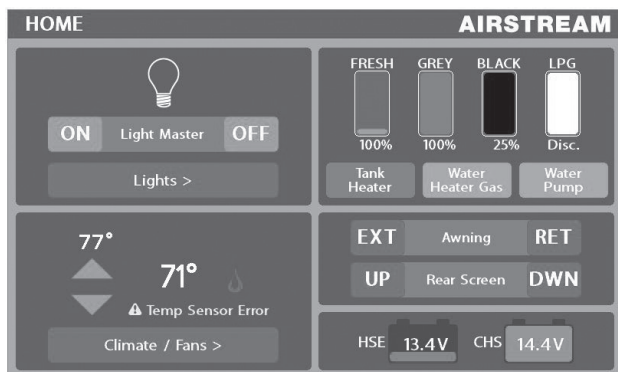 HOME
AIRSTREAM
ON Light Master OFF
Lights >
FRESH GREY BLACK LPG
100% 100% 25% Disc.
Tank Heater
Water Heater Gas
Water Pump
77°
71°
Temp Sensor Error
Climate / Fans >
EXT Awning RET
UP Rear Screen DWN
HSE 13.4V CHS 14.4V